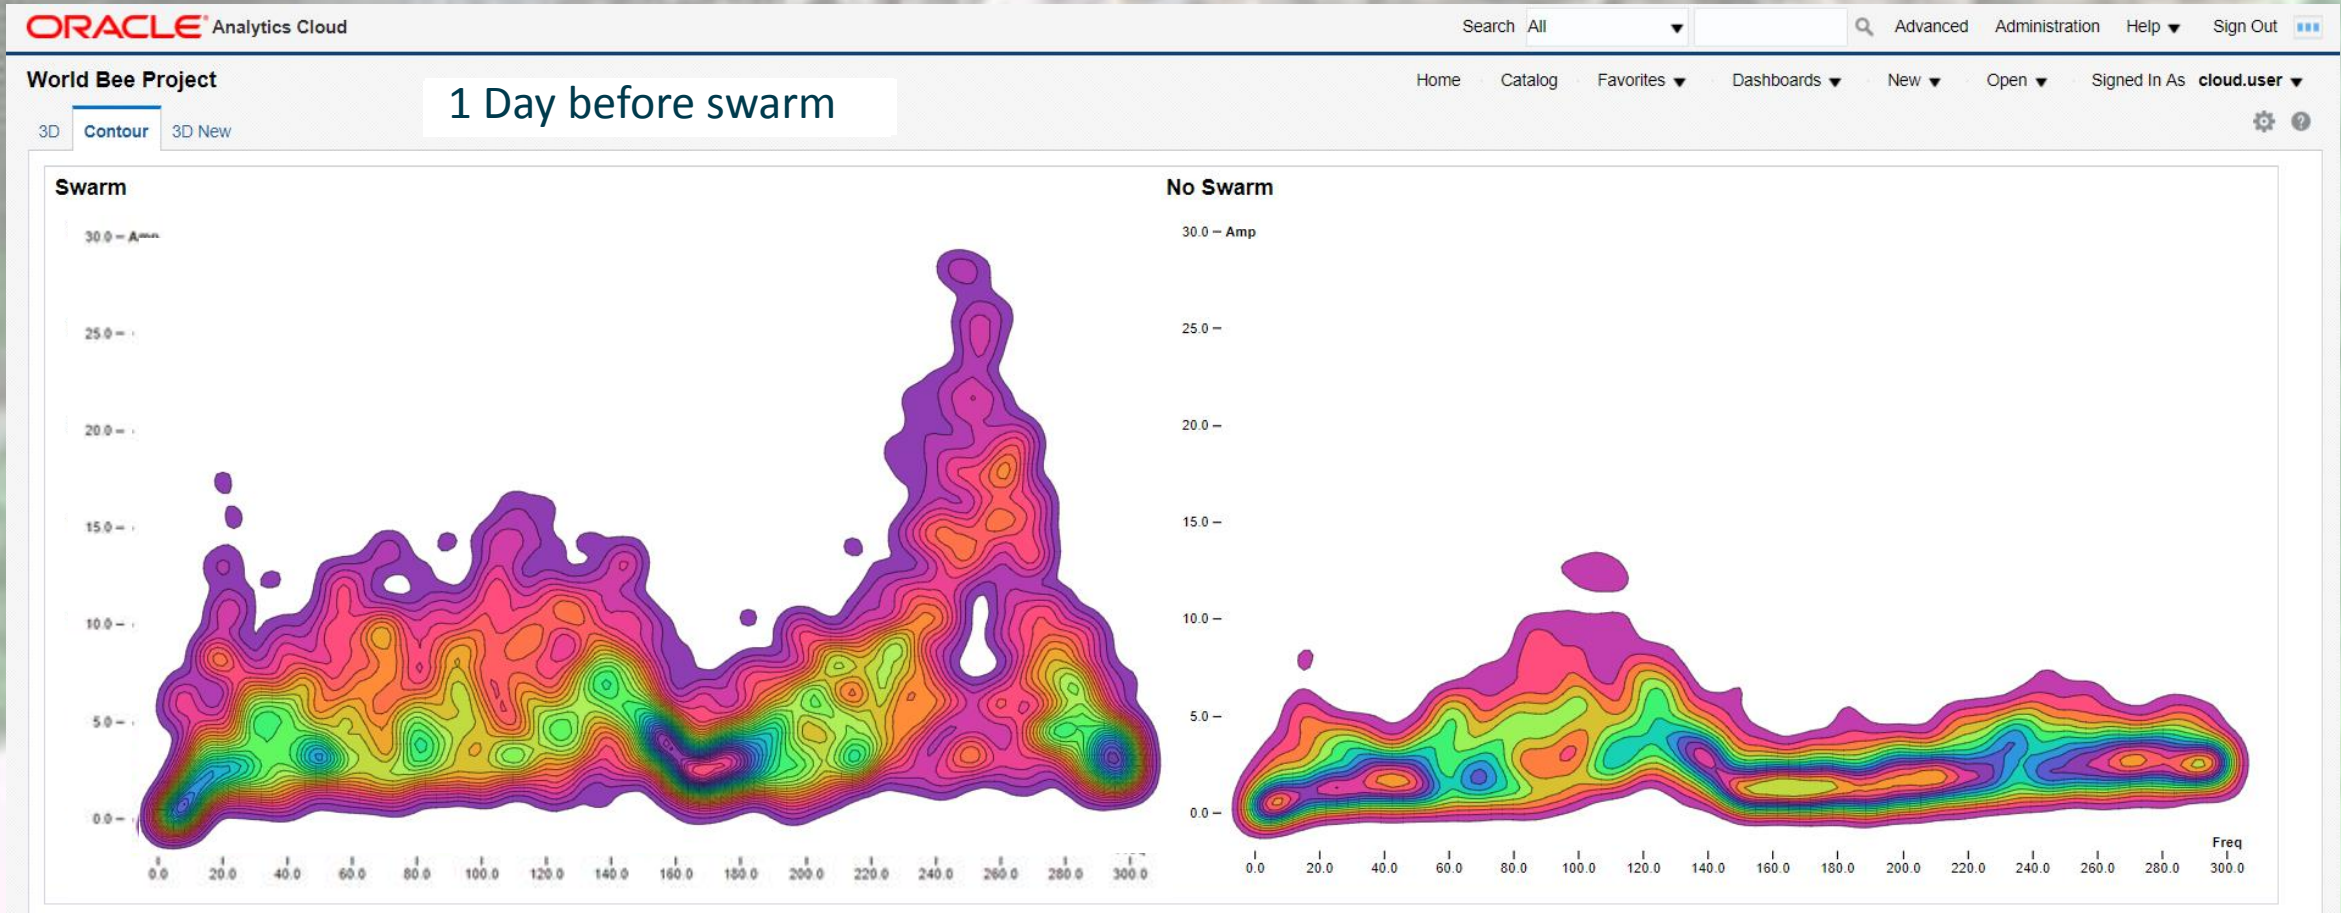 ORACLE Analytics Cloud
Search All Advanced Administration Help Sign Out
World Bee Project
1 Day before swarm
Home Catalog Favorites Dashboards New Open Signed In As cloud.user
3D Contour 3D New
Swarm
30.0
25.0
20.0
15.0
10.0
5.0
0.0
0.0 20.0 40.0 60.0 80.0 100.0 120.0 140.0 160.0 180.0 200.0 220.0 240.0 260.0 280.0 300.0
No Swarm
30.0 Amp
25.0
20.0
15.0
10.0
5.0
0.0
Freq
0.0 20.0 40.0 60.0 80.0 100.0 120.0 140.0 160.0 180.0 200.0 220.0 240.0 260.0 280.0 300.0